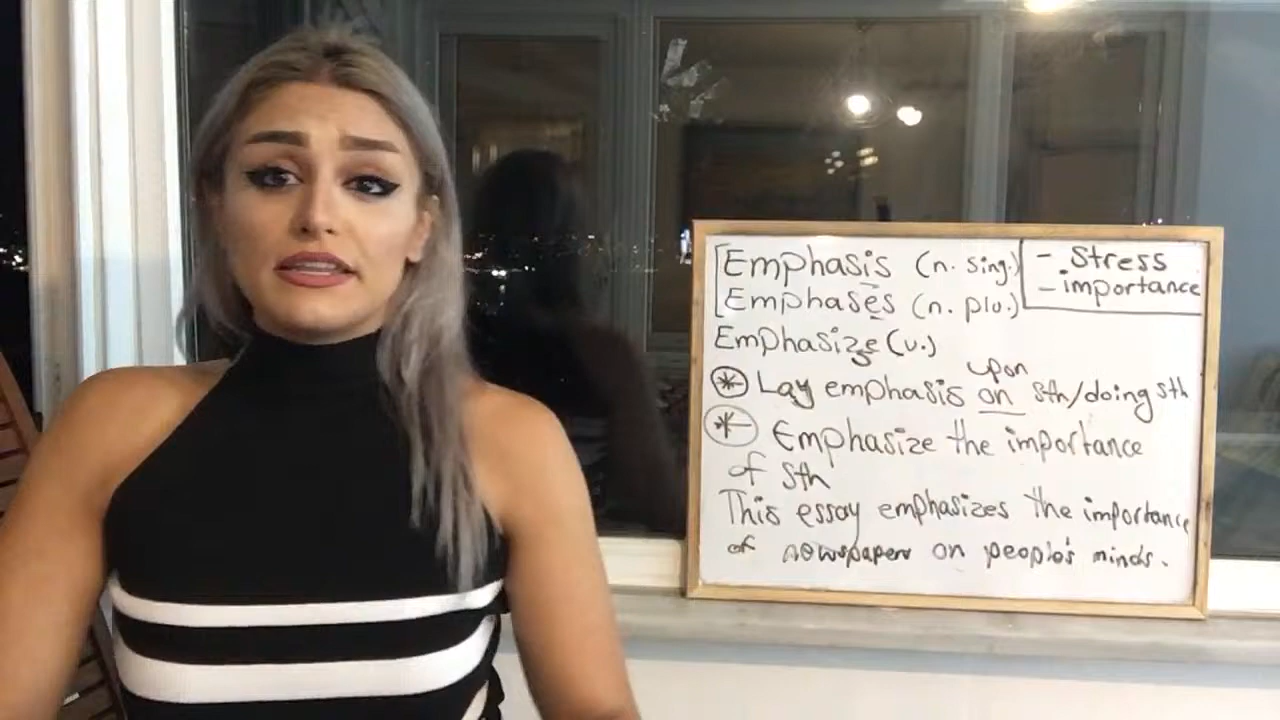 Emphasis (n. sing.)
- Stress
- importance
Emphases (n. plu.)
Emphasize (v.)
upon
Lay emphasis on sth/doing sth
Emphasize the importance
of sth
This essay emphasizes the importance
of newspapers on people's minds.